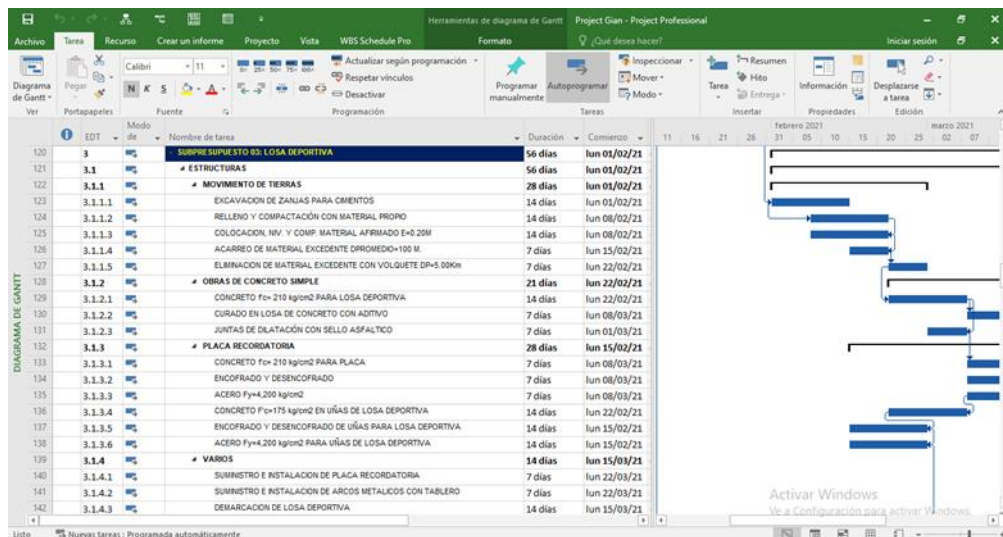 Herramientas de diagrama de Gantt Project Gian - Project Professional
Archivo Tarea Recurso Crear un informe Proyecto Vista WBS Schedule Pro Formato ¿Qué desea hacer? Iniciar sesión
Diagrama de Gantt Pegar Calibri 11 N K S 0% 25% 50% 75% 100% Actualizar según programación Respetar vínculos Desactivar Programar manualmente Autoprogramar Inspeccionar Mover Modo Tarea Resumen Hito Entrega Información Desplazarse a tarea
Ver Portapapeles Fuente Programación Tareas Insertar Propiedades Edición
EDT Modo de Nombre de tarea Duración Comienzo febrero 2021 marzo 2021
11 16 21 26 31 05 10 15 20 25 02 07
120 3 SUBPRESUPUESTO 03: LOSA DEPORTIVA 56 días lun 01/02/21
121 3.1 ESTRUCTURAS 56 días lun 01/02/21
122 3.1.1 MOVIMIENTO DE TIERRAS 28 días lun 01/02/21
123 3.1.1.1 EXCAVACION DE ZANJAS PARA CIMIENTOS 14 días lun 01/02/21
124 3.1.1.2 RELLENO Y COMPACTACIÓN CON MATERIAL PROPIO 14 días lun 08/02/21
125 3.1.1.3 COLOCACION, NIV. Y COMP. MATERIAL AFIRMADO E=0.20M 14 días lun 08/02/21
126 3.1.1.4 ACARREO DE MATERIAL EXCEDENTE DPROMEDIO=100 M. 7 días lun 15/02/21
127 3.1.1.5 ELIMINACION DE MATERIAL EXCEDENTE CON VOLQUETE DP=5.00Km 7 días lun 22/02/21
128 3.1.2 OBRAS DE CONCRETO SIMPLE 21 días lun 22/02/21
129 3.1.2.1 CONCRETO f'c= 210 kg/cm2 PARA LOSA DEPORTIVA 14 días lun 22/02/21
130 3.1.2.2 CURADO EN LOSA DE CONCRETO CON ADITIVO 7 días lun 08/03/21
131 3.1.2.3 JUNTAS DE DILATACIÓN CON SELLO ASFALTICO 7 días lun 01/03/21
132 3.1.3 PLACA RECORDATORIA 28 días lun 15/02/21
133 3.1.3.1 CONCRETO f'c= 210 kg/cm2 PARA PLACA 7 días lun 08/03/21
134 3.1.3.2 ENCOFRADO Y DESENCOFRADO 7 días lun 08/03/21
135 3.1.3.3 ACERO Fy=4,200 kg/cm2 7 días lun 08/03/21
136 3.1.3.4 CONCRETO F'c=175 kg/cm2 EN UÑAS DE LOSA DEPORTIVA 14 días lun 22/02/21
137 3.1.3.5 ENCOFRADO Y DESENCOFRADO DE UÑAS PARA LOSA DEPORTIVA 14 días lun 15/02/21
138 3.1.3.6 ACERO Fy=4,200 kg/cm2 PARA UÑAS DE LOSA DEPORTIVA 14 días lun 15/02/21
139 3.1.4 VARIOS 14 días lun 15/03/21
140 3.1.4.1 SUMINISTRO E INSTALACION DE PLACA RECORDATORIA 7 días lun 22/03/21
141 3.1.4.2 SUMINISTRO E INSTALACION DE ARCOS METALICOS CON TABLERO 7 días lun 22/03/21
142 3.1.4.3 DEMARCACION DE LOSA DEPORTIVA 14 días lun 15/03/21
DIAGRAMA DE GANTT
Activar Windows
Ve a Configuración para activar Windows.
Listo Nuevas tareas : Programada automáticamente